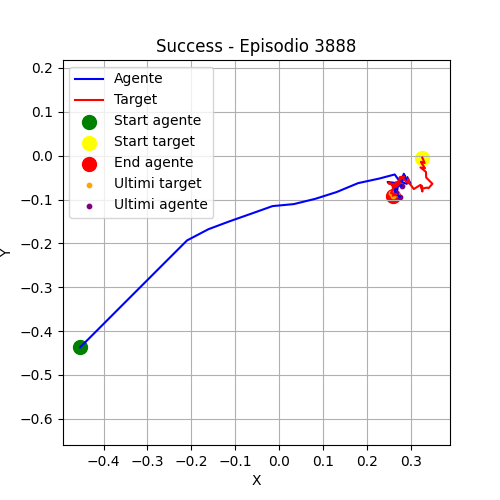 Success - Episodio 3888
Agente
Target
Start agente
Start target
End agente
Ultimi target
Ultimi agente
0.2
0.1
0.0
−0.1
−0.2
−0.3
−0.4
−0.5
−0.6
Y
−0.4
−0.3
−0.2
−0.1
0.0
0.1
0.2
0.3
X